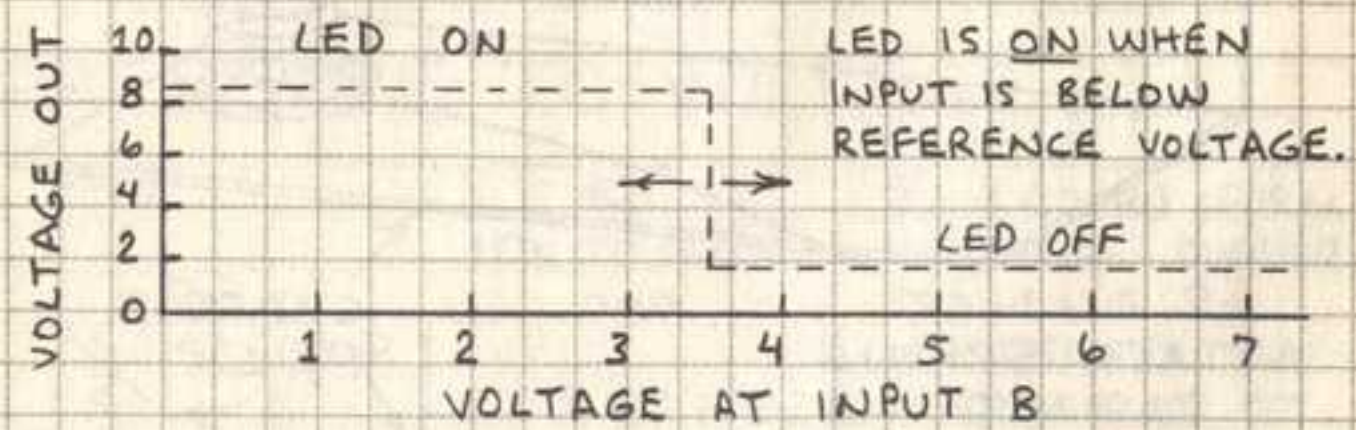 VOLTAGE OUT
10
8
6
4
2
0
LED ON
LED IS ON WHEN
INPUT IS BELOW
REFERENCE VOLTAGE.
LED OFF
1 2 3 4 5 6 7
VOLTAGE AT INPUT B